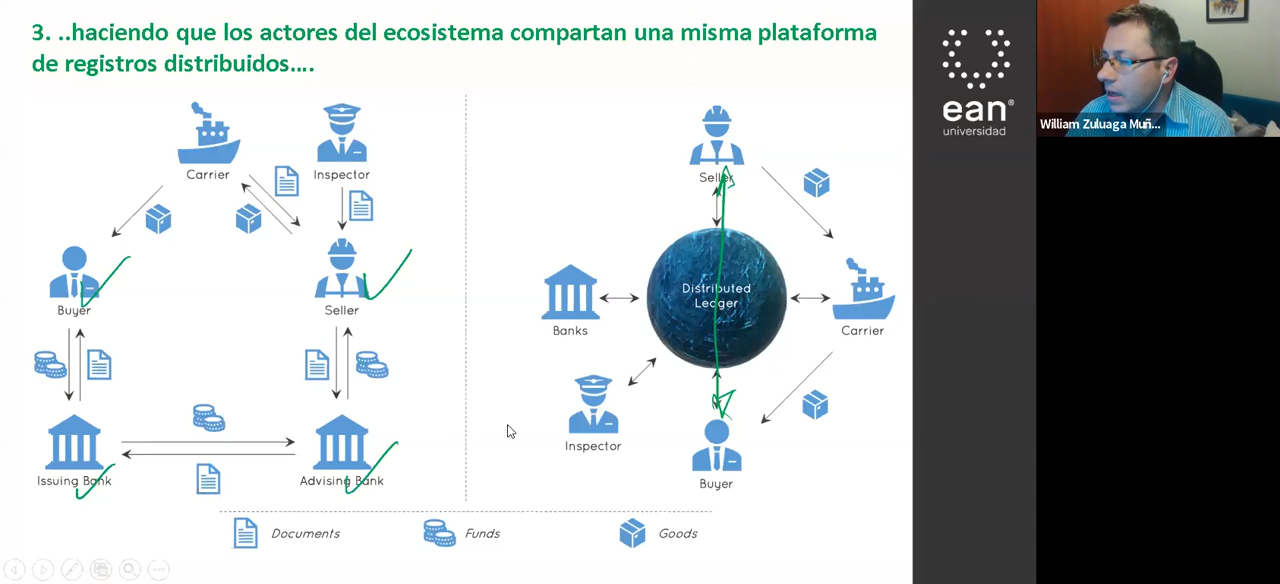 3. ..haciendo que los actores del ecosistema compartan una misma plataforma
de registros distribuidos....
Carrier
Inspector
Buyer
Seller
Issuing Bank
Advising Bank
Seller
Distributed
Ledger
Banks
Carrier
Inspector
Buyer
Documents
Funds
Goods
ean®
universidad
William Zuluaga Muñ...